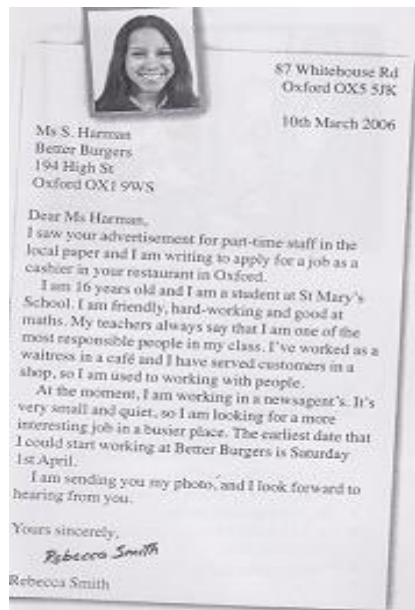 87 Whitehouse Rd
Oxford OX5 5JK
10th March 2006
Ms S. Harman
Better Burgers
194 High St
Oxford OX1 9WS
Dear Ms Harman,
I saw your advertisement for part-time staff in the
local paper and I am writing to apply for a job as a
cashier in your restaurant in Oxford.
I am 16 years old and I am a student at St Mary's
School. I am friendly, hard-working and good at
maths. My teachers always say that I am one of the
most responsible people in my class. I've worked as a
waitress in a café and I have served customers in a
shop, so I am used to working with people.
At the moment, I am working in a newsagent's. It's
very small and quiet, so I am looking for a more
interesting job in a busier place. The earliest date that
I could start working at Better Burgers is Saturday
1st April.
I am sending you my photo, and I look forward to
hearing from you.
Yours sincerely,
Rebecca Smith
Rebecca Smith